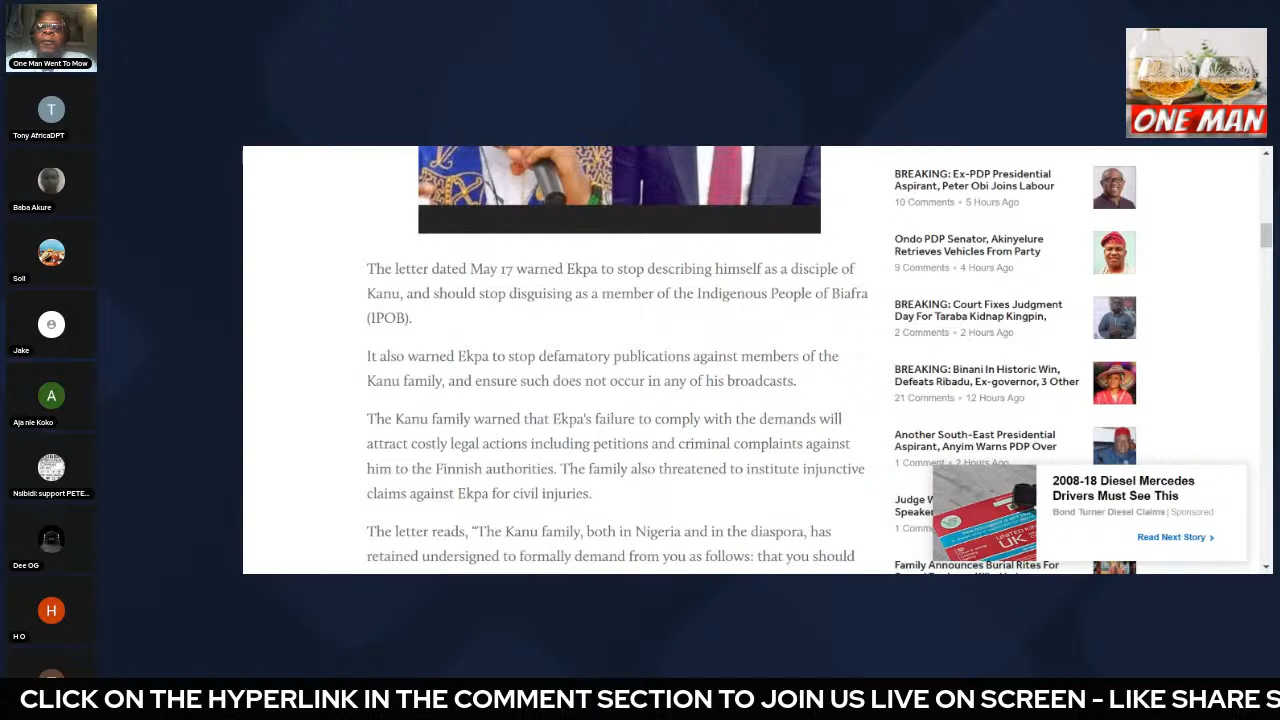 One Man Went To Mow
T
Tony AfricaDPT
Baba Akure
Soll
Jake
A
Aja nie Koko
Nsibidi: support PETE...
Dee OG
H
H O
ONE MAN
The letter dated May 17 warned Ekpa to stop describing himself as a disciple of
Kanu, and should stop disguising as a member of the Indigenous People of Biafra
(IPOB).
It also warned Ekpa to stop defamatory publications against members of the
Kanu family, and ensure such does not occur in any of his broadcasts.
The Kanu family warned that Ekpa's failure to comply with the demands will
attract costly legal actions including petitions and criminal complaints against
him to the Finnish authorities. The family also threatened to institute injunctive
claims against Ekpa for civil injuries.
The letter reads, “The Kanu family, both in Nigeria and in the diaspora, has
retained undersigned to formally demand from you as follows: that you should
BREAKING: Ex-PDP Presidential
Aspirant, Peter Obi Joins Labour
10 Comments • 5 Hours Ago
Ondo PDP Senator, Akinyelure
Retrieves Vehicles From Party
9 Comments • 4 Hours Ago
BREAKING: Court Fixes Judgment
Day For Taraba Kidnap Kingpin,
2 Comments • 2 Hours Ago
BREAKING: Binani In Historic Win,
Defeats Ribadu, Ex-governor, 3 Other
21 Comments • 12 Hours Ago
Another South-East Presidential
Aspirant, Anyim Warns PDP Over
1 Comment • 2 Hours Ago
Judge W
Speaker
1 Comm
Family Announces Burial Rites For
2008-18 Diesel Mercedes
Drivers Must See This
Bond Turner Diesel Claims | Sponsored
Read Next Story >
UK
CLICK ON THE HYPERLINK IN THE COMMENT SECTION TO JOIN US LIVE ON SCREEN - LIKE SHARE S